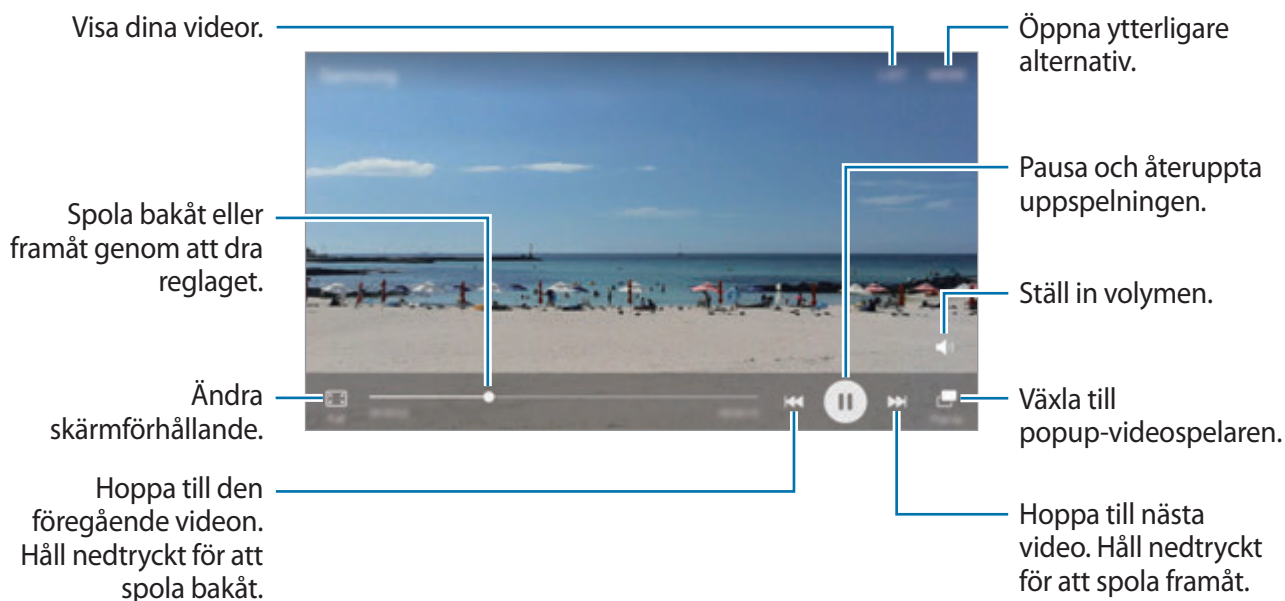 Visa dina videor.
Öppna ytterligare
alternativ.
Pausa och återuppta
uppspelningen.
Spola bakåt eller
framåt genom att dra
reglaget.
Ställ in volymen.
Ändra
skärmförhållande.
Växla till
popup-videospelaren.
Hoppa till den
föregående videon.
Håll nedtryckt för att
spola bakåt.
Hoppa till nästa
video. Håll nedtryckt
för att spola framåt.